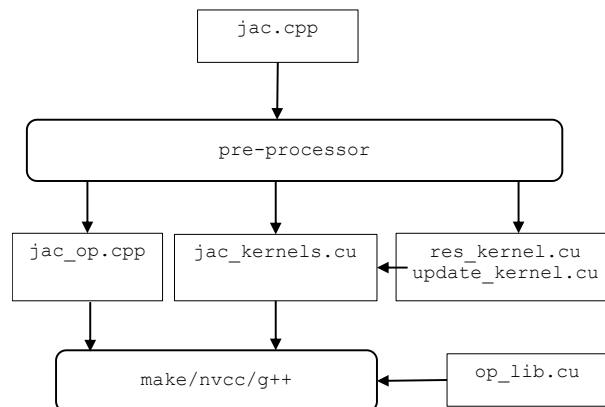 jac.cpp
pre-processor
jac_op.cpp
jac_kernels.cu
res_kernel.cu
update_kernel.cu
make/nvcc/g++
op_lib.cu